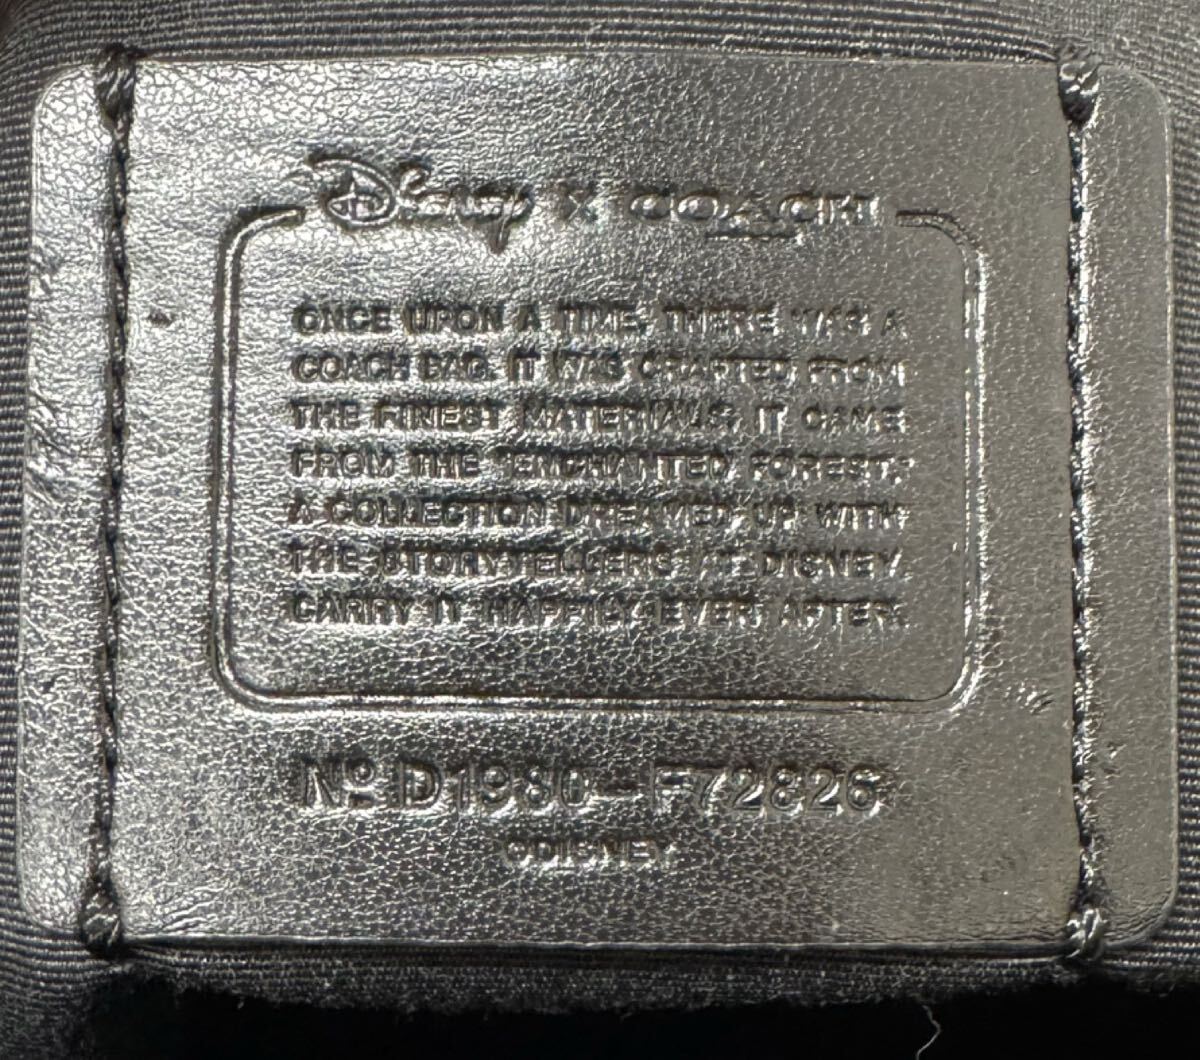 Disney X COACH
ONCE UPON A TIME, THERE WAS A
COACH BAG. IT WAS CRAFTED FROM
THE FINEST MATERIALS. IT CAME
FROM THE "ENCHANTED FOREST,"
A COLLECTION DREAMED UP WITH
THE STORYTELLERS AT DISNEY.
CARRY IT HAPPILY EVER AFTER.
Nº D1980-F72826
©DISNEY